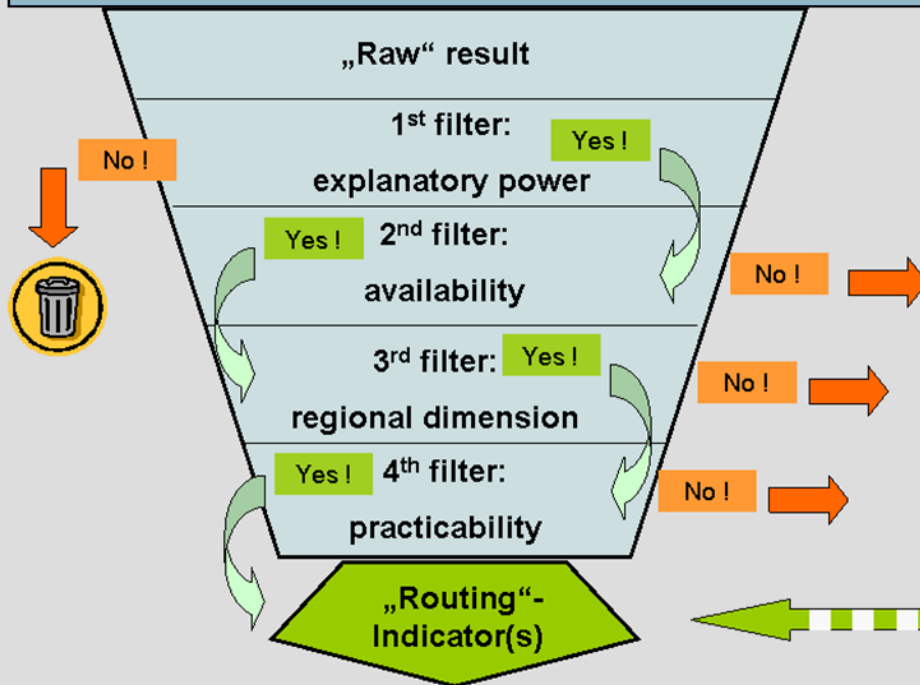 „Raw“ result
1st filter:
Yes !
No !
explanatory power
Yes !
2nd filter:
availability
No !
3rd filter:
Yes !
No !
regional dimension
Yes !
4th filter:
No !
practicability
„Routing“-
Indicator(s)